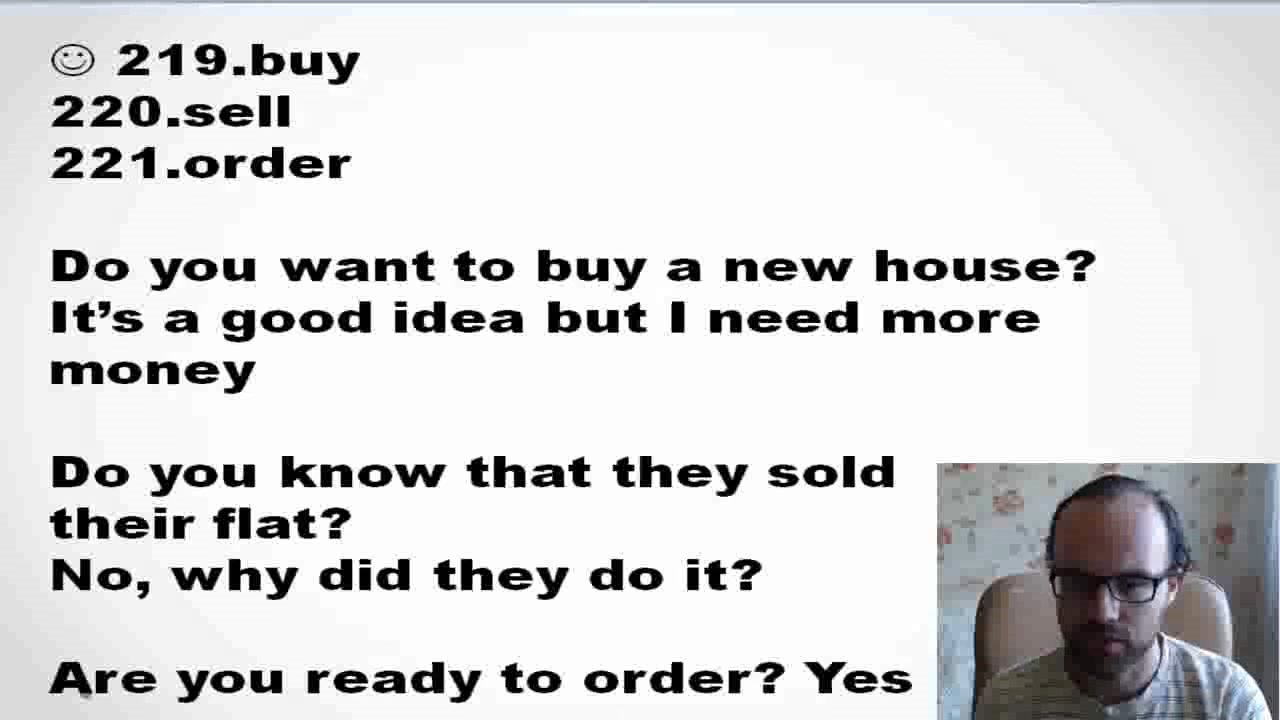 ☺ 219.buy
220.sell
221.order
Do you want to buy a new house?
It’s a good idea but I need more
money
Do you know that they sold
their flat?
No, why did they do it?
Are you ready to order? Yes